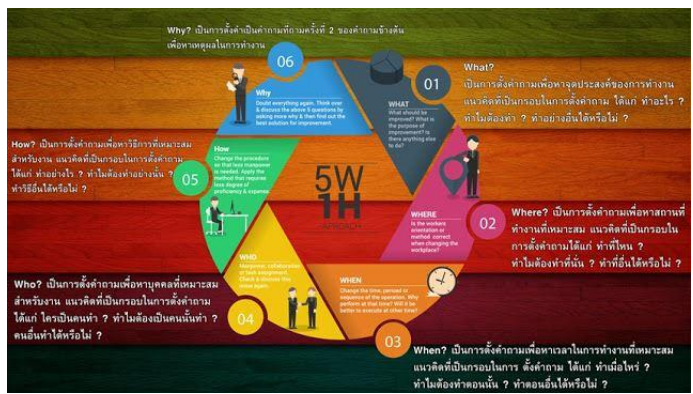 Why? เป็นการตั้งคำเป็นคำถามที่ถามครั้งที่ 2 ของคำถามข้างต้น
เพื่อหาเหตุผลในการทำงาน
06
Why
Doubt everything again. Think over
& discuss the above 5 questions by
asking more why & then find out the
best solution for improvement.
01
WHAT
What should be
improved? What is
the purpose of
improvement? Is
there anything else
to do?
What?
เป็นการตั้งคำถามเพื่อหาจุดประสงค์ของการทำงาน
แนวคิดที่เป็นกรอบในการตั้งคำถาม ได้แก่ ทำอะไร ?
ทำไมต้องทำ ? ทำอย่างอื่นได้หรือไม่ ?
How? เป็นการตั้งคำถามเพื่อหาวิธีการที่เหมาะสม
สำหรับงาน แนวคิดที่เป็นกรอบในการตั้งคำถาม
ได้แก่ ทำอย่างไร ? ทำไมต้องทำอย่างนั้น ?
ทำวิธีอื่นได้หรือไม่ ?
05
How
Change the procedure
so that less manpower
is needed. Apply the
method that requires
less degree of
proficiency & expense.
5W
1H
APROACH
WHERE
Is the workers
orientation or
method correct
when changing the
workplace?
02
Where? เป็นการตั้งคำถามเพื่อหาสถานที่
ทำงานที่เหมาะสม แนวคิดที่เป็นกรอบใน
การตั้งคำถามได้แก่ ทำที่ไหน ?
ทำไมต้องทำที่นั่น ? ทำที่อื่นได้หรือไม่ ?
WHO
Manpower, collaboration
or task assignment.
Check & discuss this
issue again.
04
Who? เป็นการตั้งคำถามเพื่อหาบุคคลที่เหมาะสม
สำหรับงาน แนวคิดที่เป็นกรอบในการตั้งคำถาม
ได้แก่ ใครเป็นคนทำ ? ทำไมต้องเป็นคนนั้นทำ ?
คนอื่นทำได้หรือไม่ ?
WHEN
Change the time, peroied or
sequence of the operation. Why
perform at that time? Will it be
better to execute at other time?
03
When? เป็นการตั้งคำถามเพื่อหาเวลาในการทำงานที่เหมาะสม
แนวคิดที่เป็นกรอบในการ ตั้งคำถาม ได้แก่ ทำเมื่อไหร่ ?
ทำไมต้องทำตอนนั้น ? ทำตอนอื่นได้หรือไม่ ?